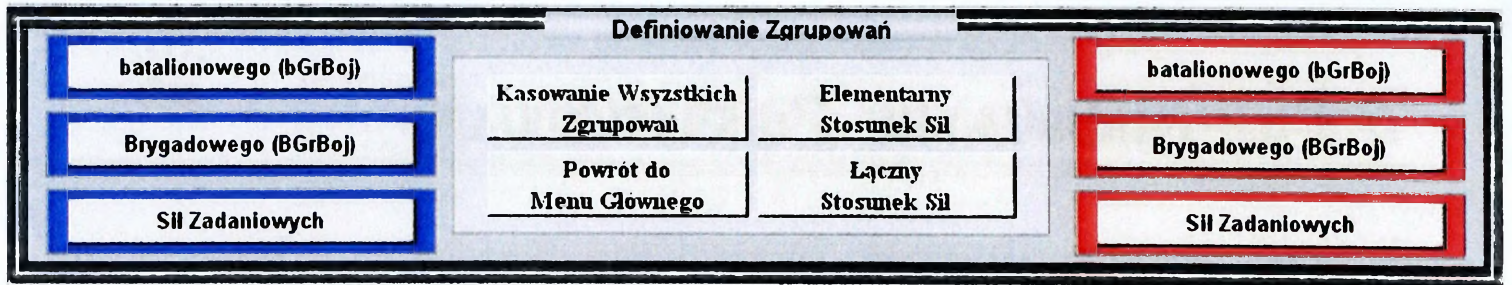 Definiowanie Zgrupowań
batalionowego (bGrBoj)
Brygadowego (BGrBoj)
Sił Zadaniowych
Kasowanie Wsyzstkich
Zgrupowań
Elementarny
Stosunek Sił
Powrót do
Menu Głównego
Łączny
Stosunek Sił
batalionowego (bGrBoj)
Brygadowego (BGrBoj)
Sił Zadaniowych